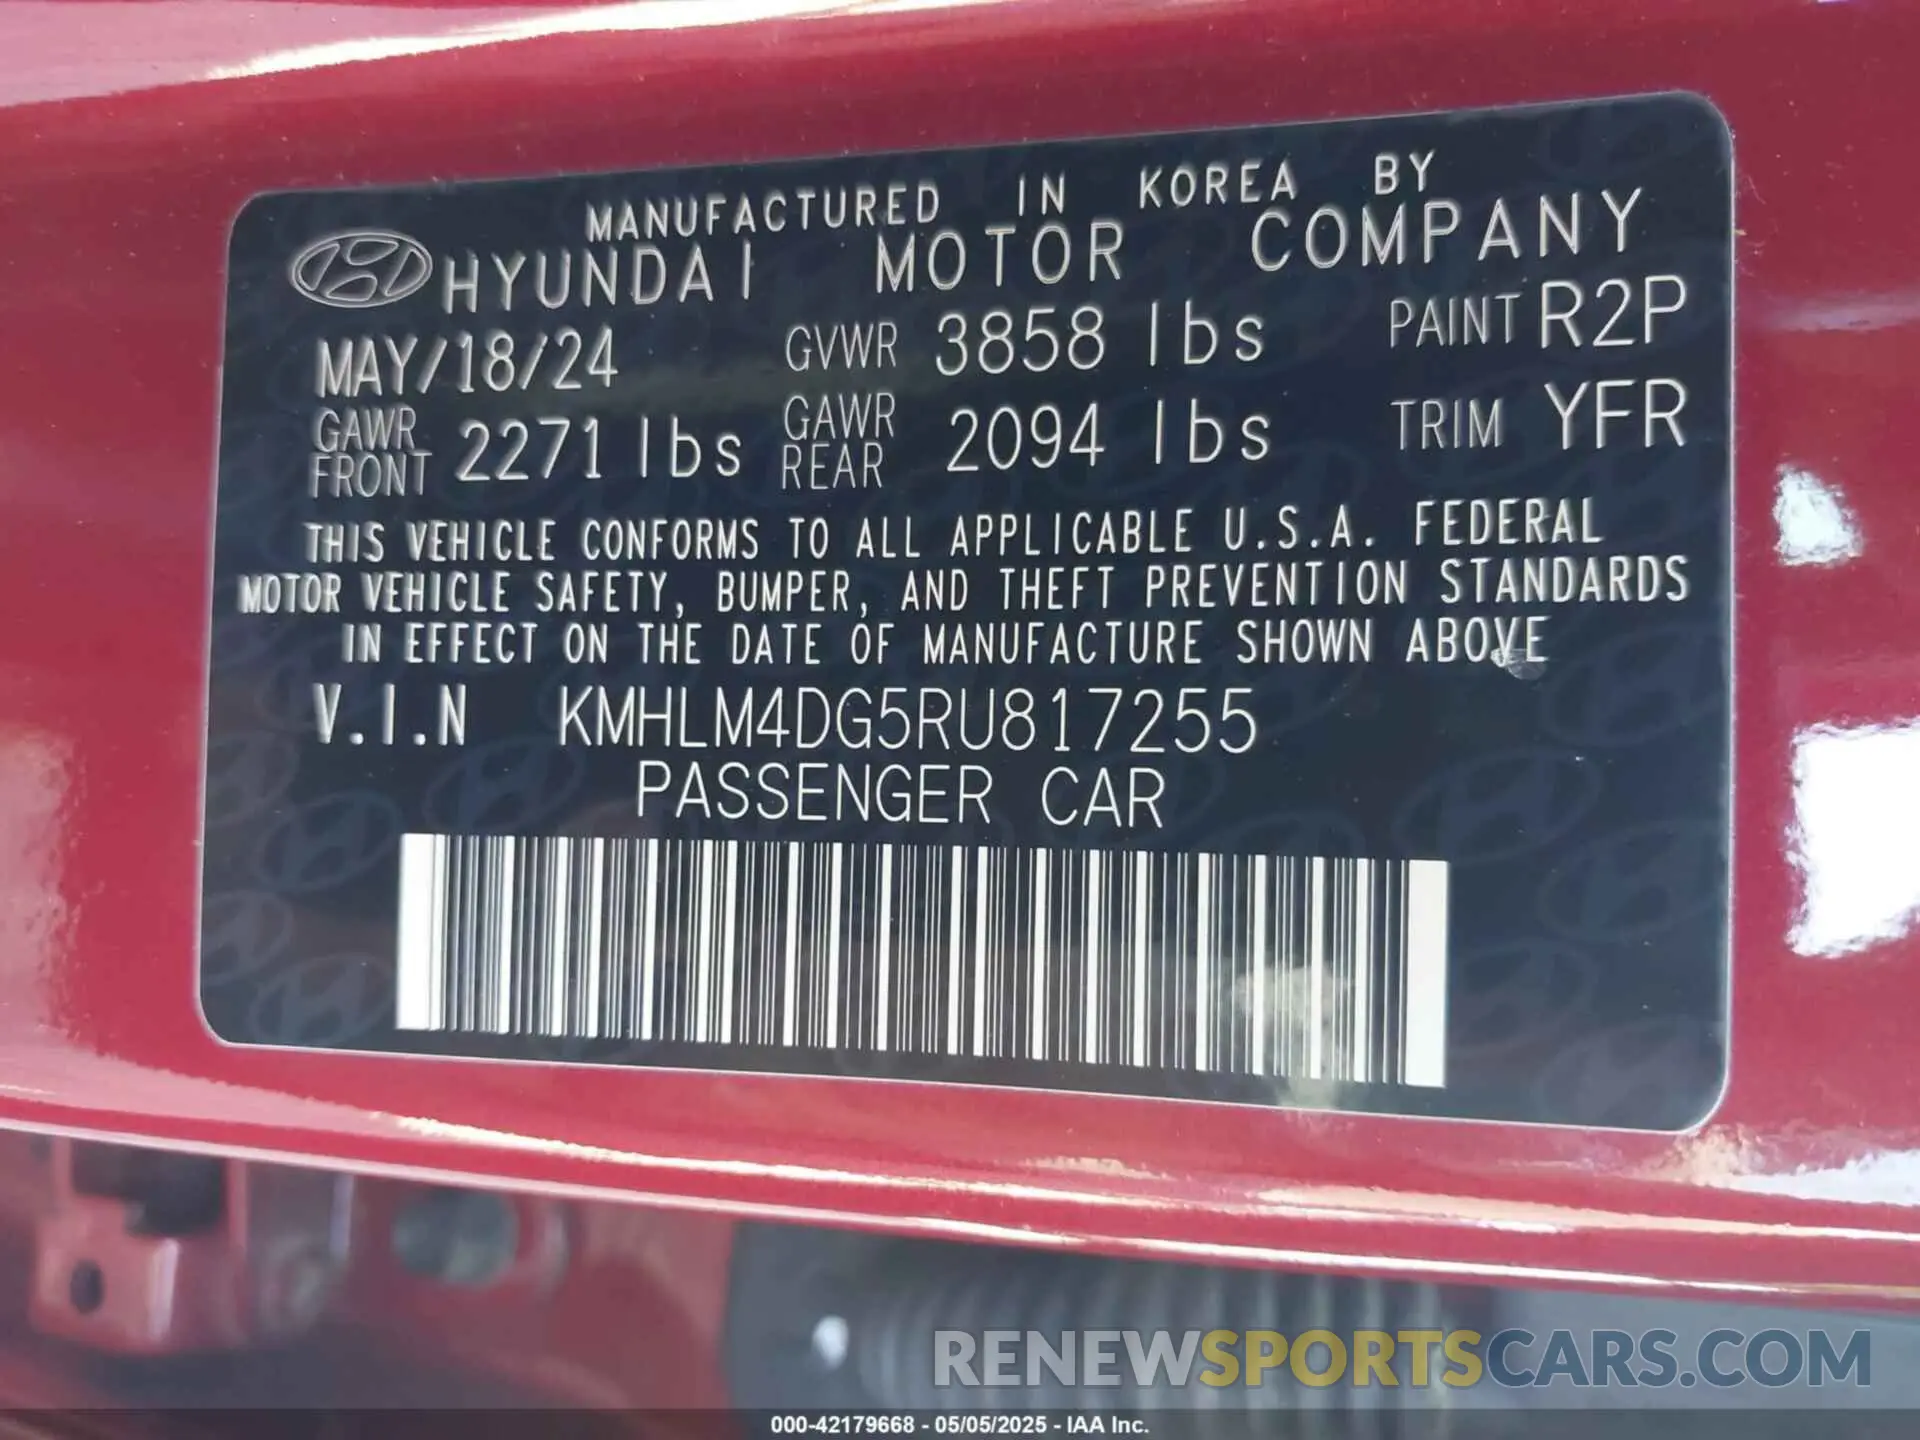 MANUFACTURED IN KOREA BY
HYUNDAI MOTOR COMPANY
MAY/18/24 GVWR 3858 lbs PAINT R2P
GAWR FRONT 2271 lbs GAWR REAR 2094 lbs TRIM YFR
THIS VEHICLE CONFORMS TO ALL APPLICABLE U.S.A. FEDERAL
MOTOR VEHICLE SAFETY, BUMPER, AND THEFT PREVENTION STANDARDS
IN EFFECT ON THE DATE OF MANUFACTURE SHOWN ABOVE
V.I.N KMHLM4DG5RU817255
PASSENGER CAR
RENEWSPORTSCARS.COM
000-42179668 - 05/05/2025 - IAA Inc.